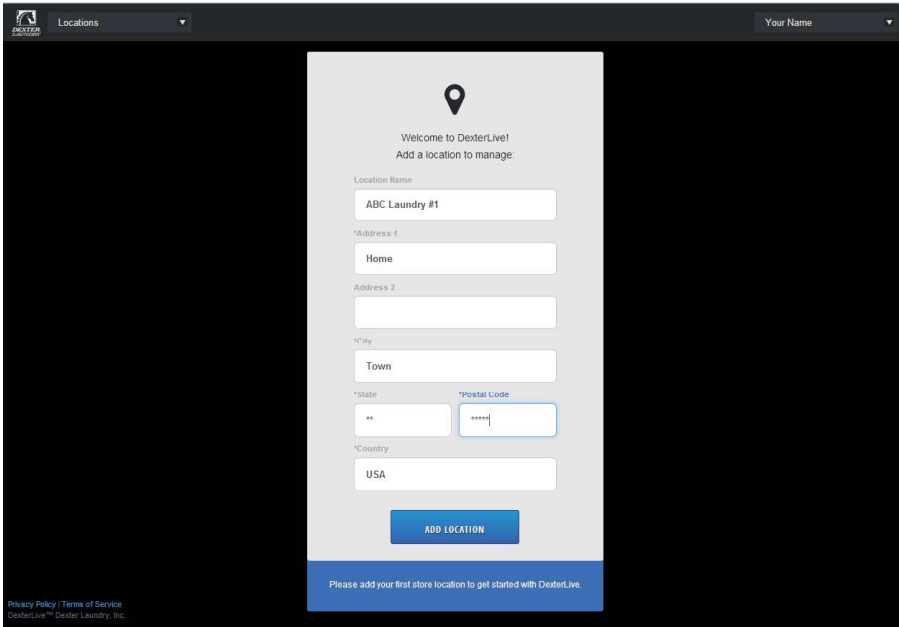 DEXTER
LAUNDRY
Locations
Your Name
Welcome to DexterLive!
Add a location to manage:
Location Name
ABC Laundry #1
*Address 1
Home
Address 2
*City
Town
*State *Postal Code
** *****
*Country
USA
ADD LOCATION
Please add your first store location to get started with DexterLive.
Privacy Policy | Terms of Service
DexterLive™ Dexter Laundry, Inc.